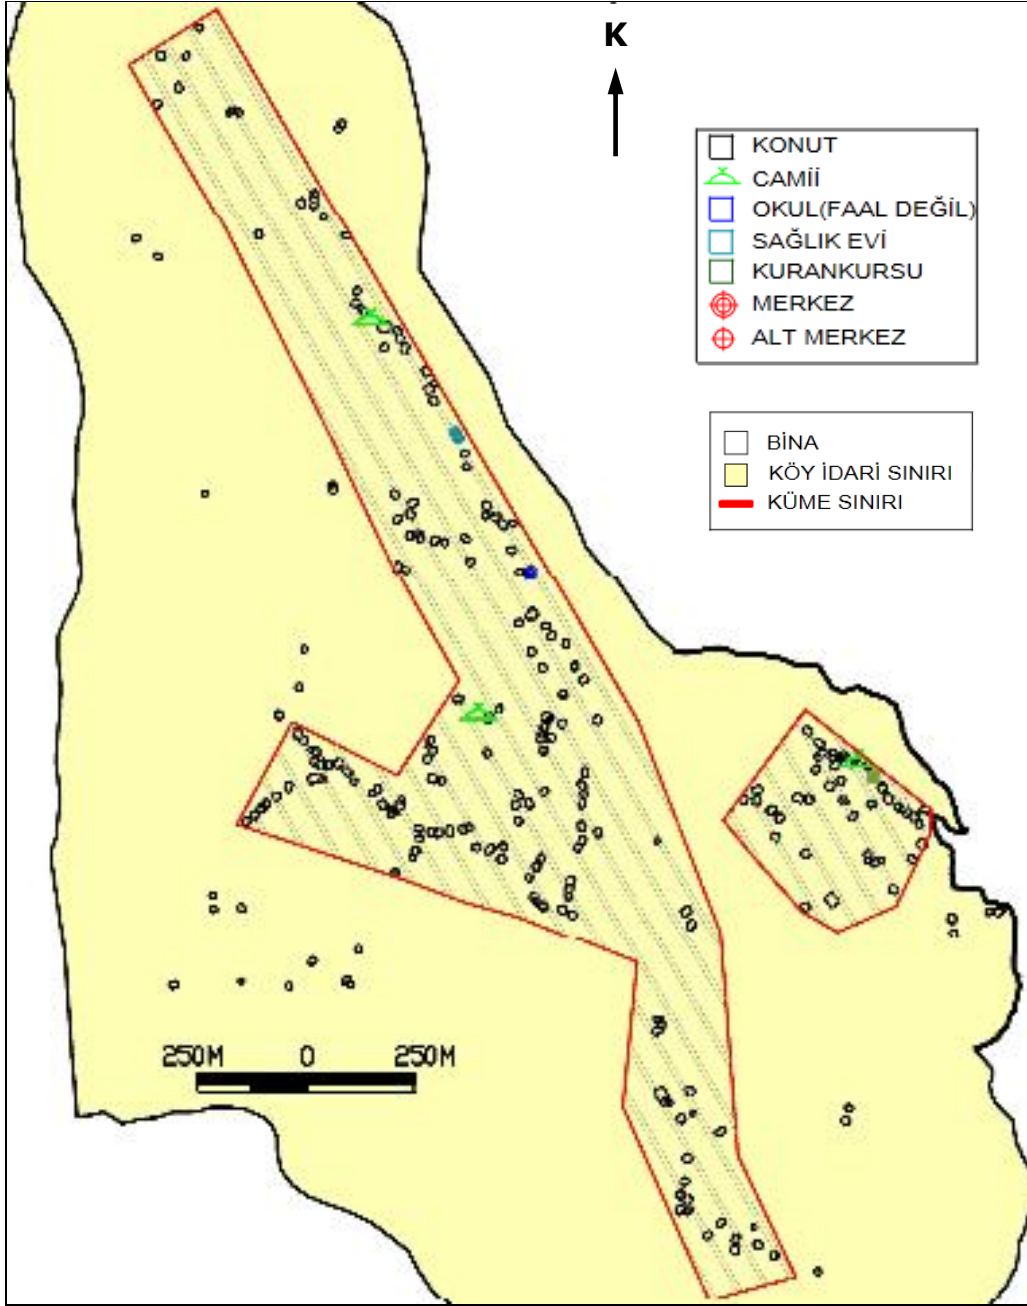 K
KONUT
CAMİİ
OKUL(FAAL DEĞİL)
SAĞLIK EVİ
KURANKURSU
MERKEZ
ALT MERKEZ
BİNA
KÖY İDARİ SINIRI
KÜME SINIRI
250M 0 250M